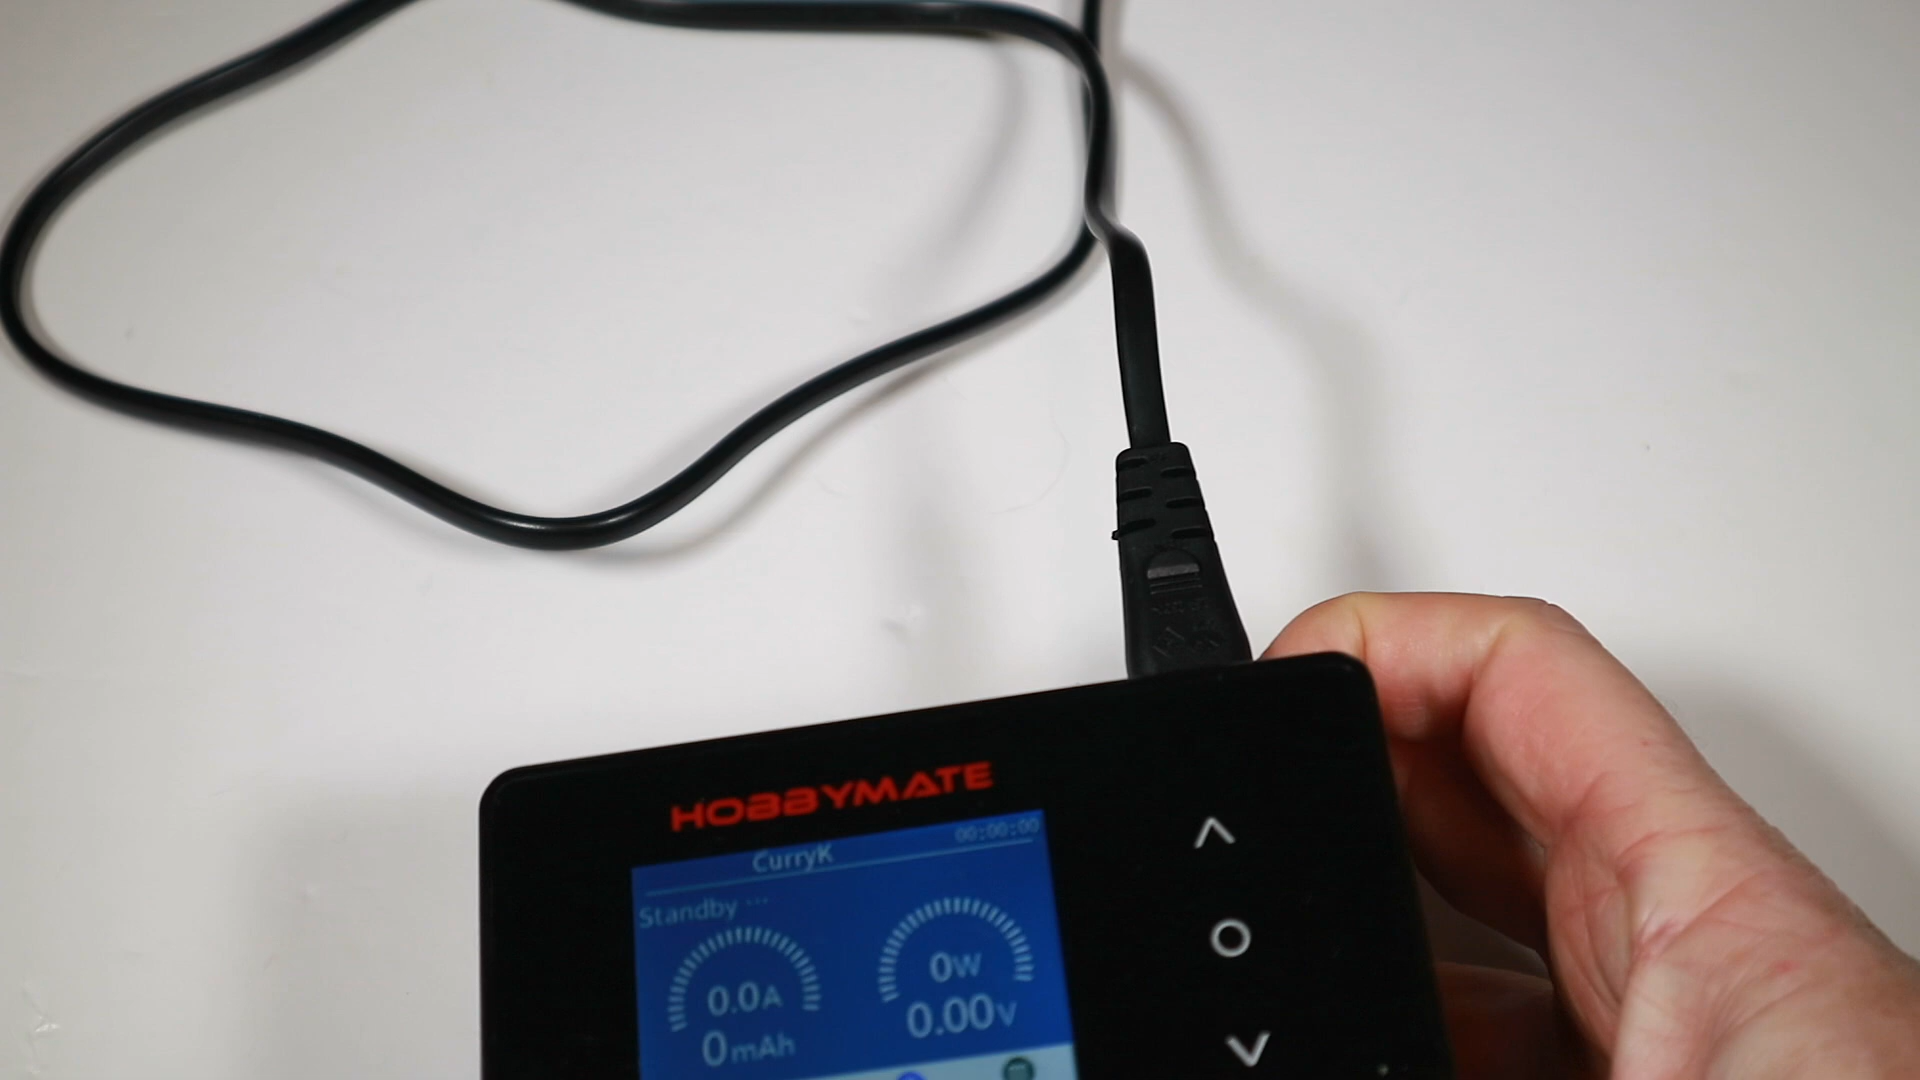 HOBBYMATE
00:00:00
CurryK
Standby ...
0.0A
0mAh
0W
0.00V